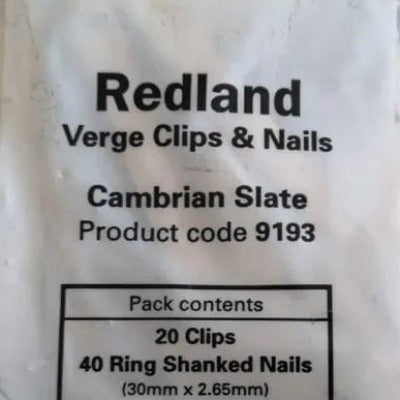 Redland
Verge Clips & Nails
Cambrian Slate
Product code 9193
Pack contents
20 Clips
40 Ring Shanked Nails
(30mm x 2.65mm)